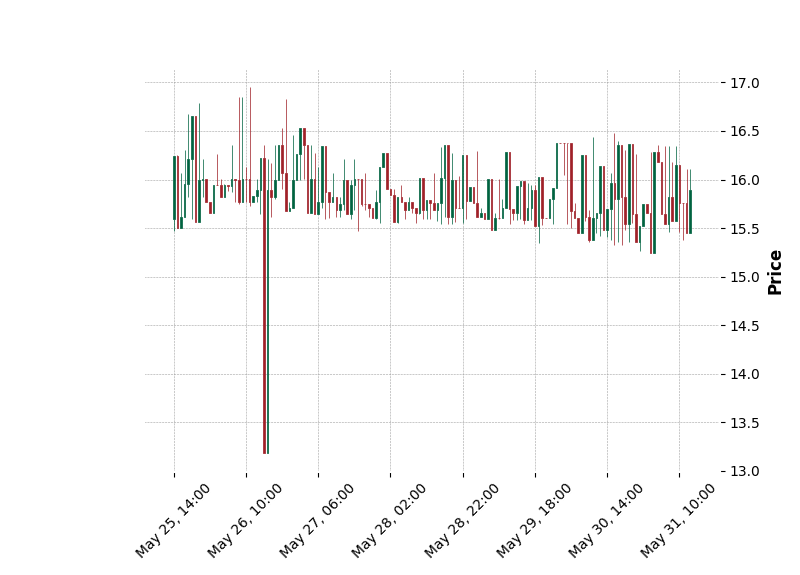 17.0
16.5
16.0
15.5
15.0
14.5
14.0
13.5
13.0
Price
May 25, 14:00
May 26, 10:00
May 27, 06:00
May 28, 02:00
May 28, 22:00
May 29, 18:00
May 30, 14:00
May 31, 10:00